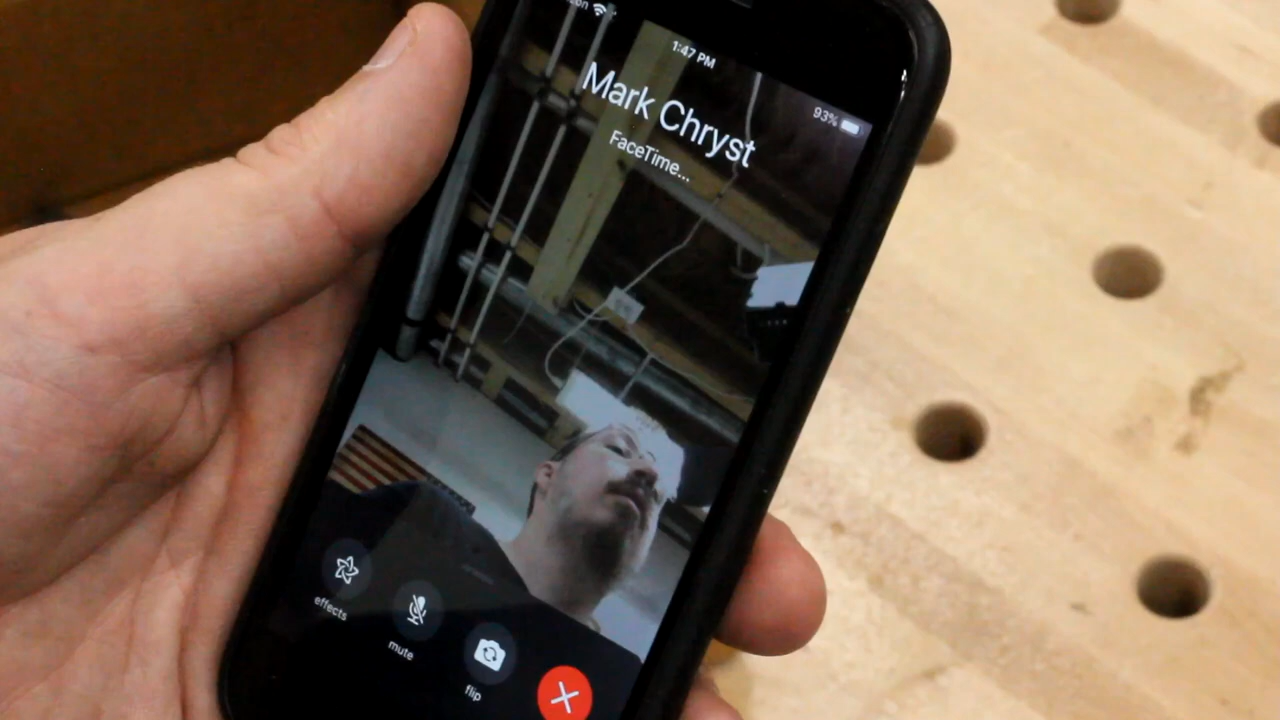 1:47 PM
93%
Mark Chryst
FaceTime...
effects
mute
flip